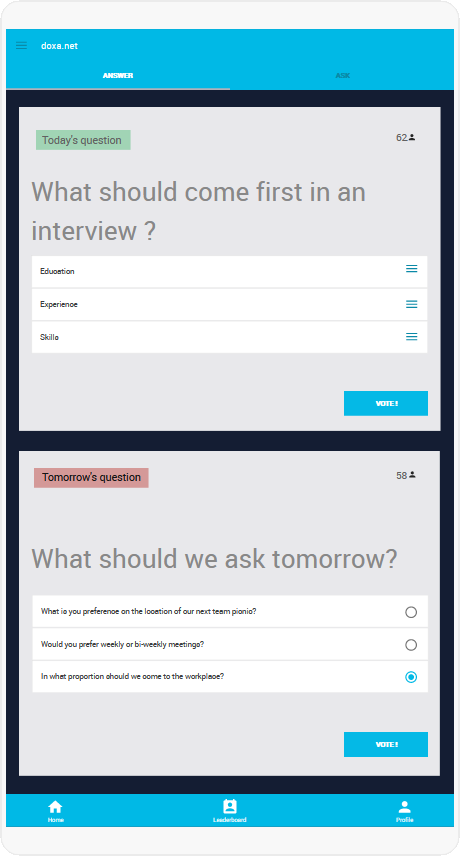 doxa.net
ANSWER
ASK
Today's question
62
What should come first in an
interview ?
Education
Experience
Skills
VOTE!
Tomorrow's question
58
What should we ask tomorrow?
What is you preference on the location of our next team picnic?
Would you prefer weekly or bi-weekly meetings?
In what proportion should we come to the workplace?
VOTE!
Home
Leaderboard
Profile